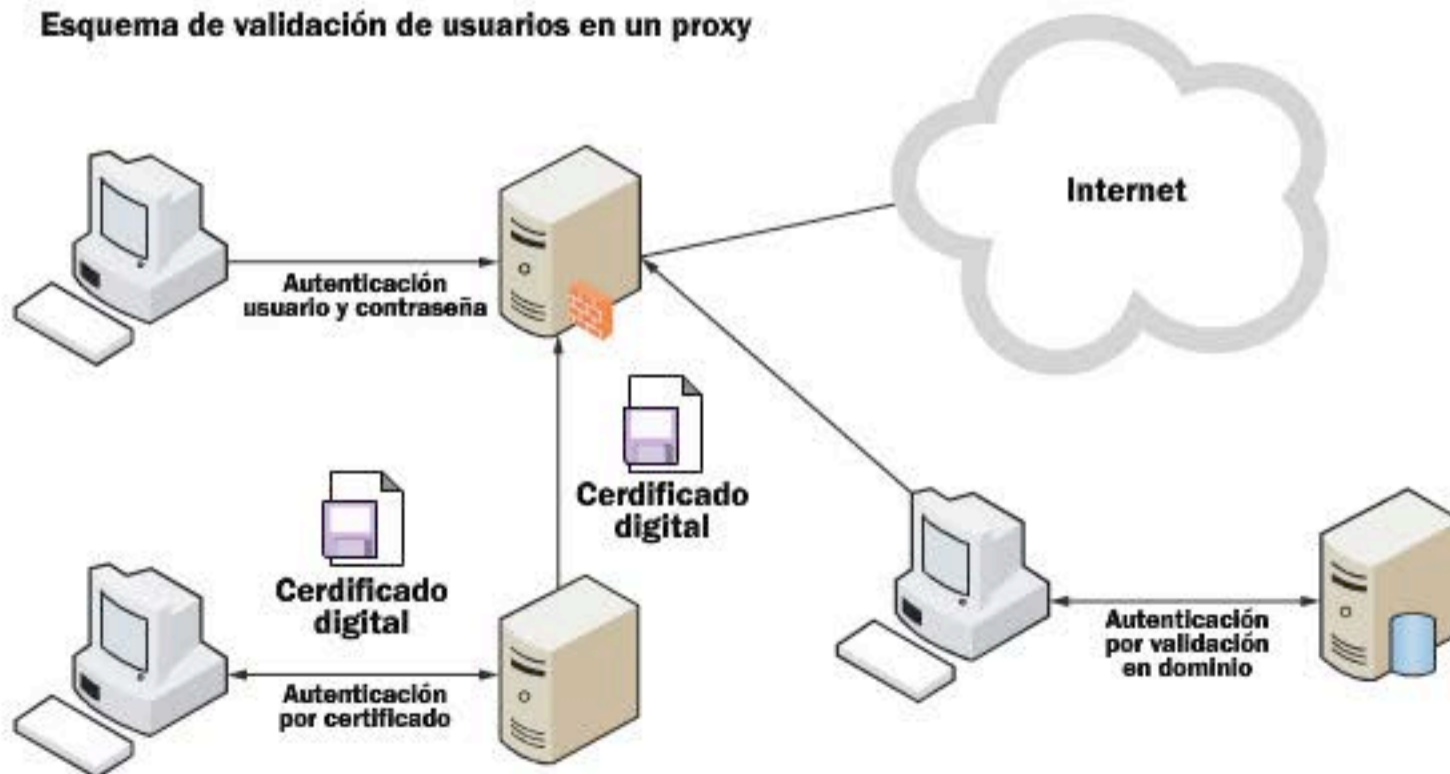 Esquema de validación de usuarios en un proxy
Internet
Autenticación
usuario y contraseña
Cerdificado
digital
Cerdificado
digital
Autenticación
por certificado
Autenticación
por validación
en dominio